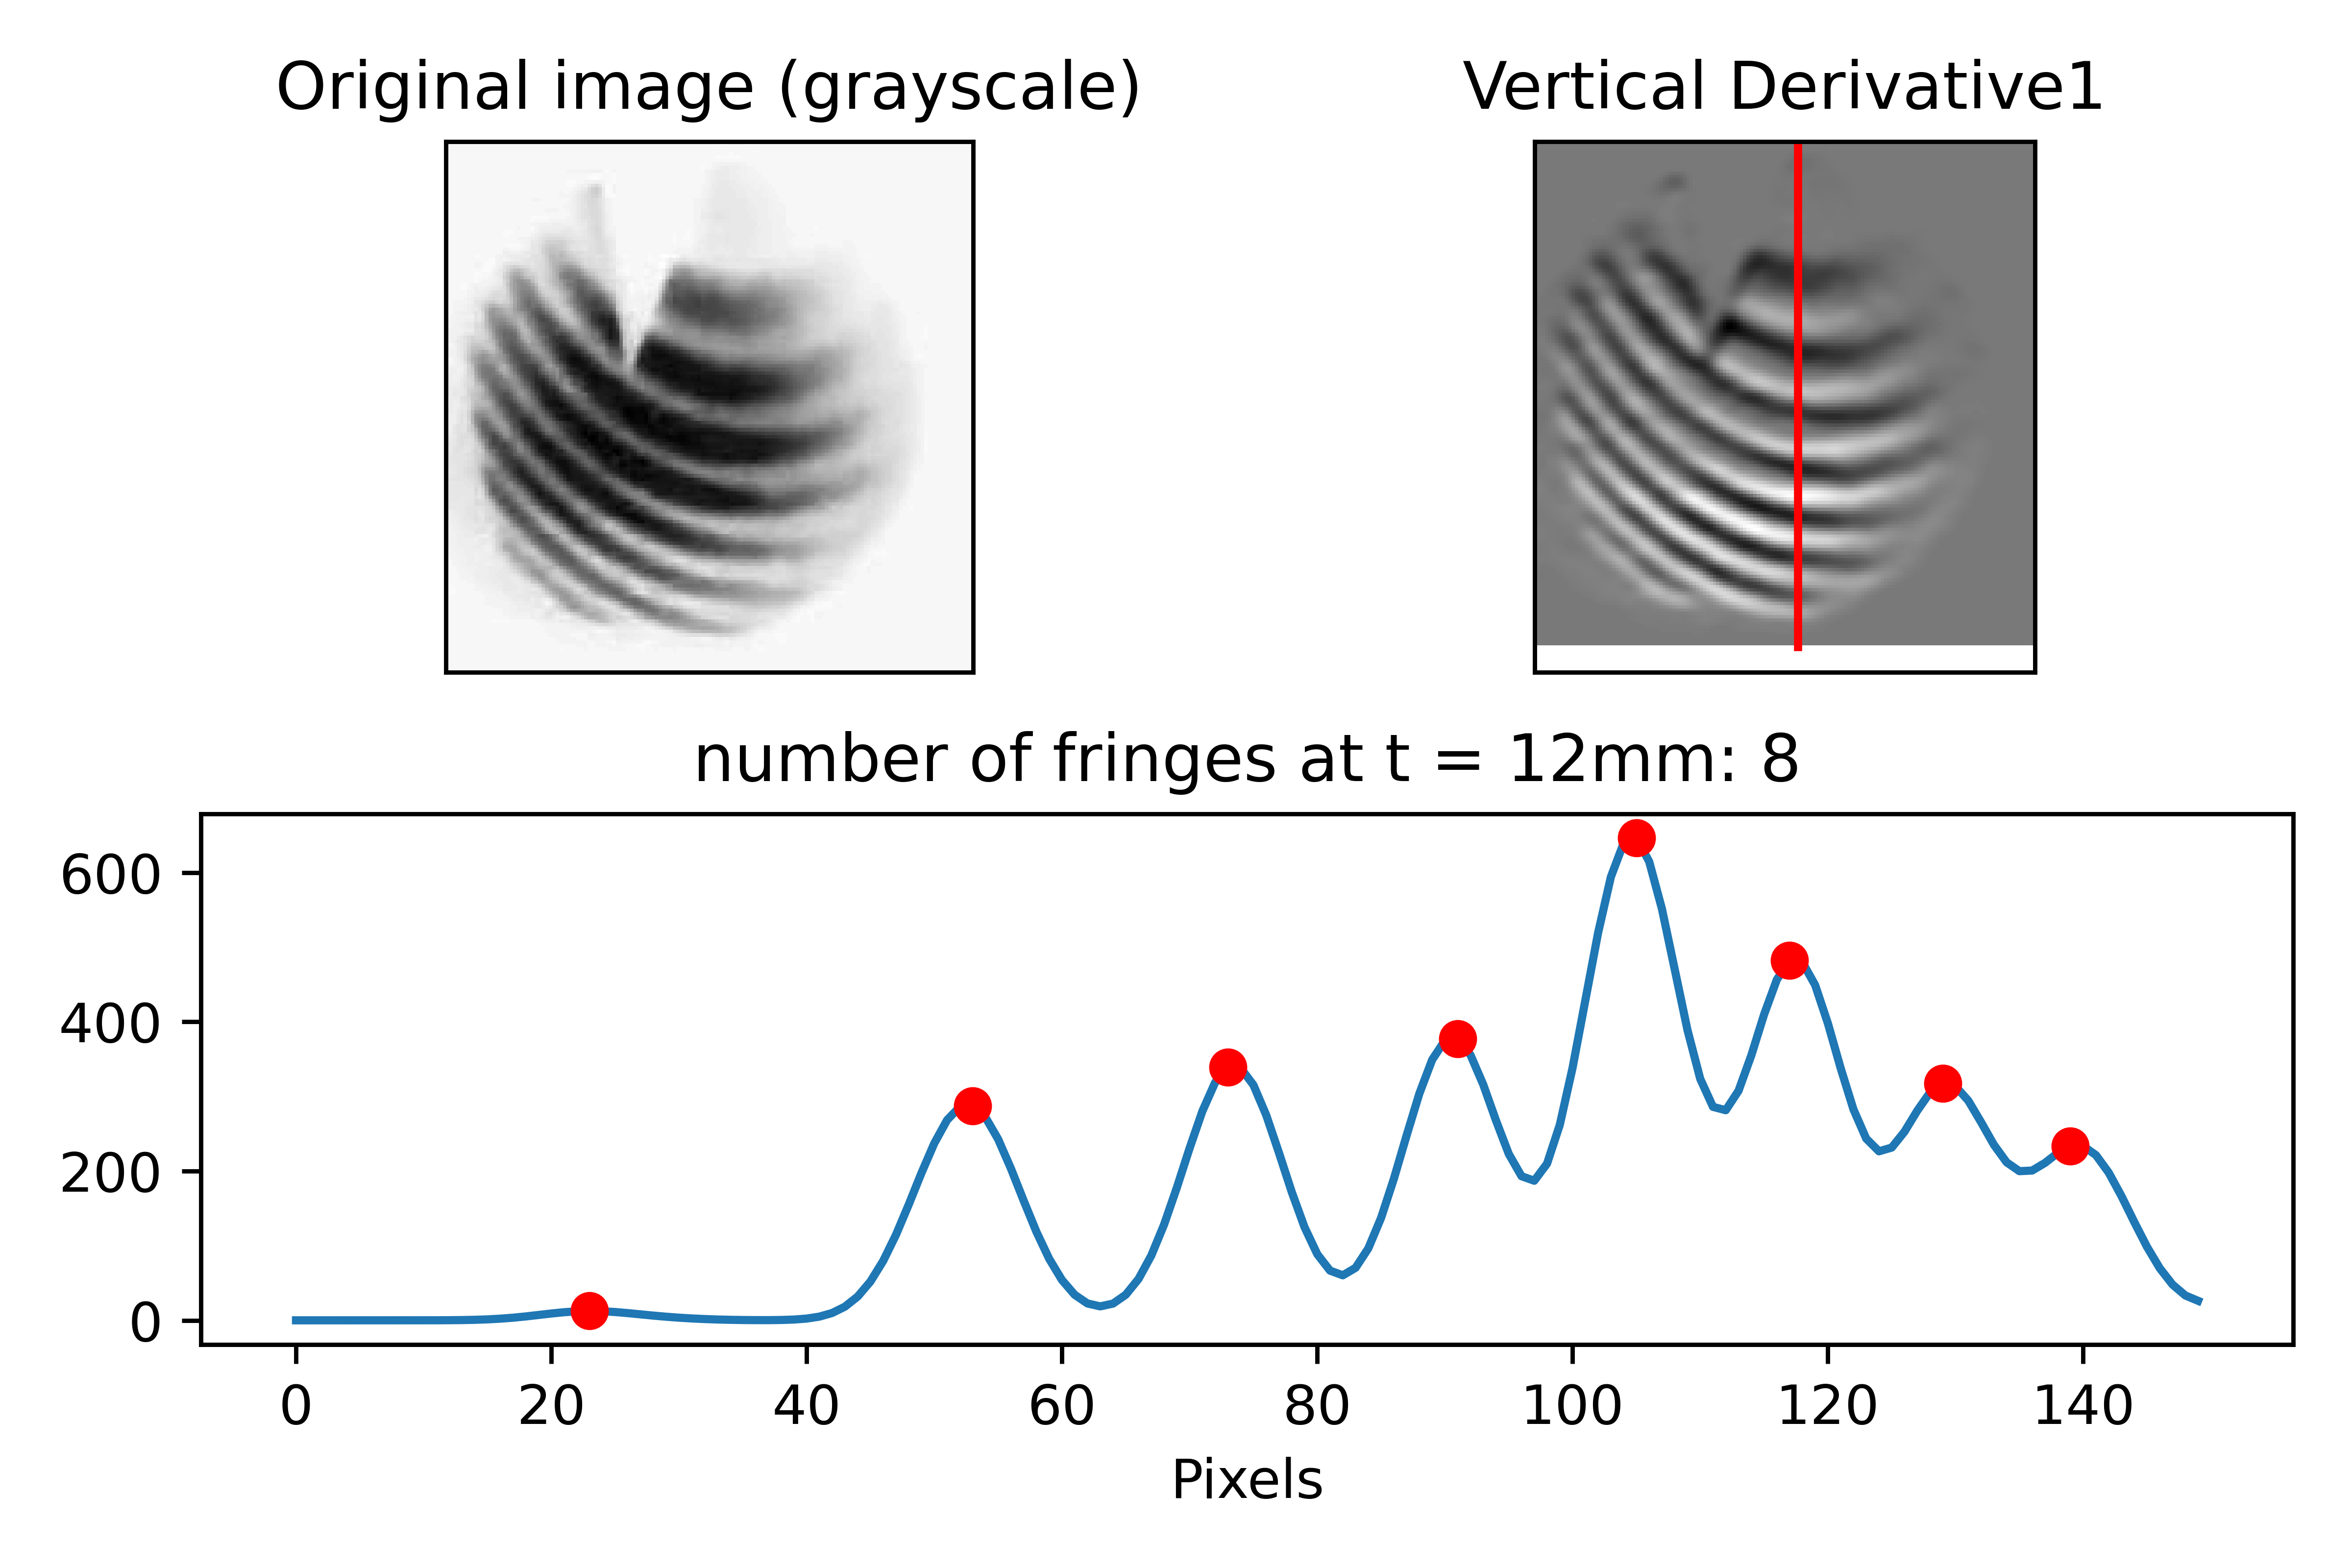 Original image (grayscale)
Vertical Derivative1
number of fringes at t = 12mm: 8
600
400
200
0
0 20 40 60 80 100 120 140
Pixels